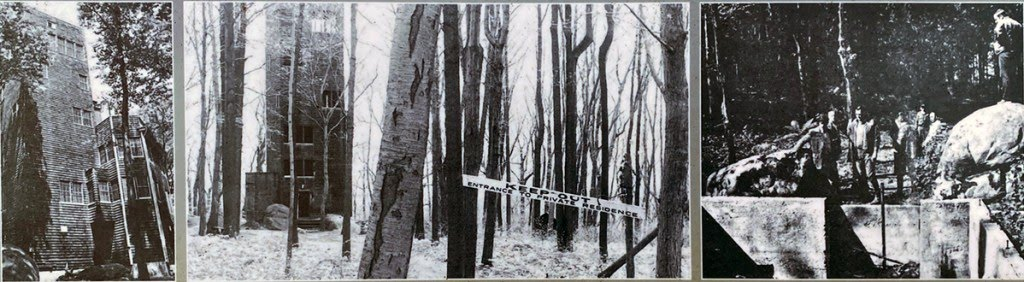 KEEP OUT
ENTRANCE TO PRIVATE RESIDENCE